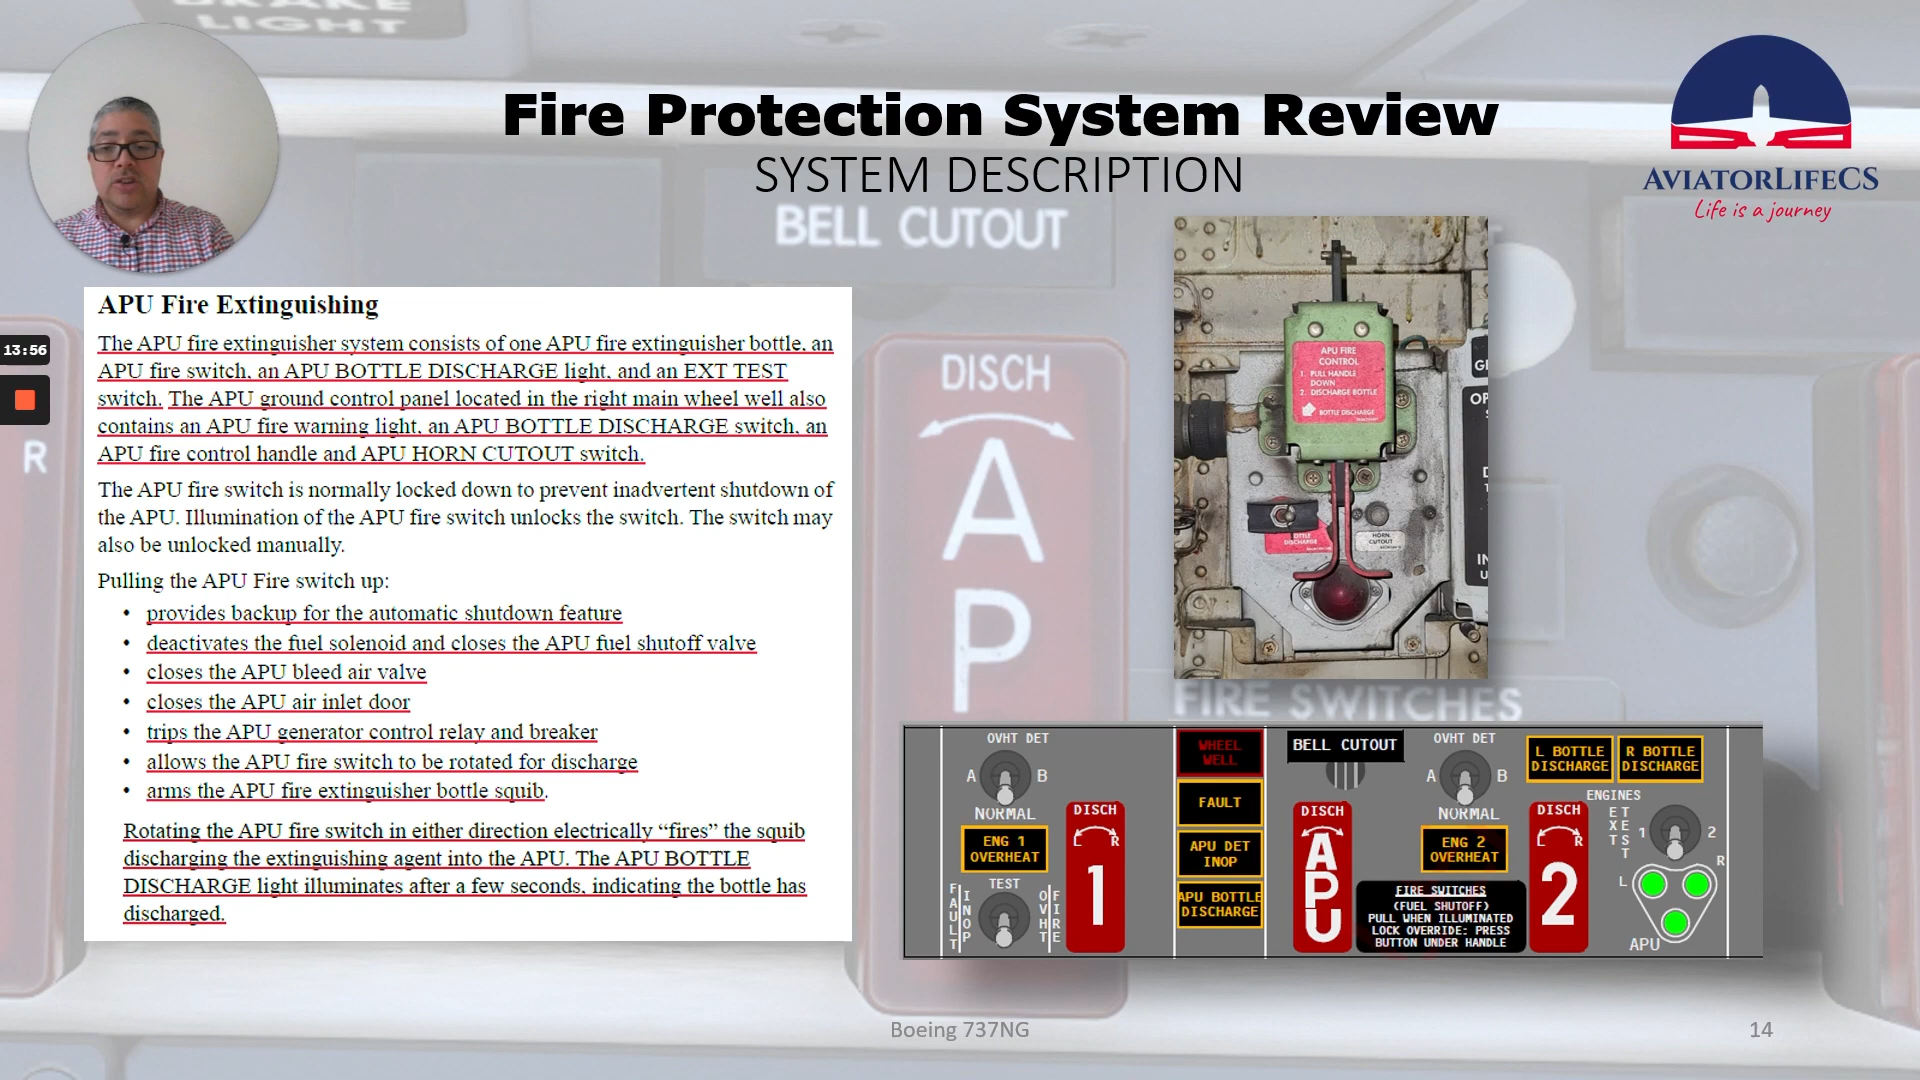 BRAKE
LIGHT
Fire Protection System Review
SYSTEM DESCRIPTION
AVIATORLIFECS
Life is a journey
BELL CUTOUT
13:56
R
APU Fire Extinguishing
The APU fire extinguisher system consists of one APU fire extinguisher bottle, an
APU fire switch, an APU BOTTLE DISCHARGE light, and an EXT TEST
switch. The APU ground control panel located in the right main wheel well also
contains an APU fire warning light, an APU BOTTLE DISCHARGE switch, an
APU fire control handle and APU HORN CUTOUT switch.
The APU fire switch is normally locked down to prevent inadvertent shutdown of
the APU. Illumination of the APU fire switch unlocks the switch. The switch may
also be unlocked manually.
Pulling the APU Fire switch up:
• provides backup for the automatic shutdown feature
• deactivates the fuel solenoid and closes the APU fuel shutoff valve
• closes the APU bleed air valve
• closes the APU air inlet door
• trips the APU generator control relay and breaker
• allows the APU fire switch to be rotated for discharge
• arms the APU fire extinguisher bottle squib.
Rotating the APU fire switch in either direction electrically “fires” the squib
discharging the extinguishing agent into the APU. The APU BOTTLE
DISCHARGE light illuminates after a few seconds, indicating the bottle has
discharged.
DISCH
A
P
APU FIRE
CONTROL
1. PULL HANDLE
DOWN
2. DISCHARGE BOTTLE
BOTTLE DISCHARGE
BOTTLE
DISCHARGE
HORN
CUTOUT
FIRE SWITCHES
OVHT DET
A B
NORMAL
ENG 1
OVERHEAT
TEST
FAULT
INOP
OVHT
FIRE
DISCH
L R
1
WHEEL
WELL
FAULT
APU DET
INOP
APU BOTTLE
DISCHARGE
BELL CUTOUT
DISCH
APU
OVHT DET
A B
NORMAL
ENG 2
OVERHEAT
FIRE SWITCHES
(FUEL SHUTOFF)
PULL WHEN ILLUMINATED
LOCK OVERRIDE: PRESS
BUTTON UNDER HANDLE
DISCH
L R
2
L BOTTLE
DISCHARGE
R BOTTLE
DISCHARGE
ENGINES
EXT
TEST
1 2
L R
APU
Boeing 737NG
14